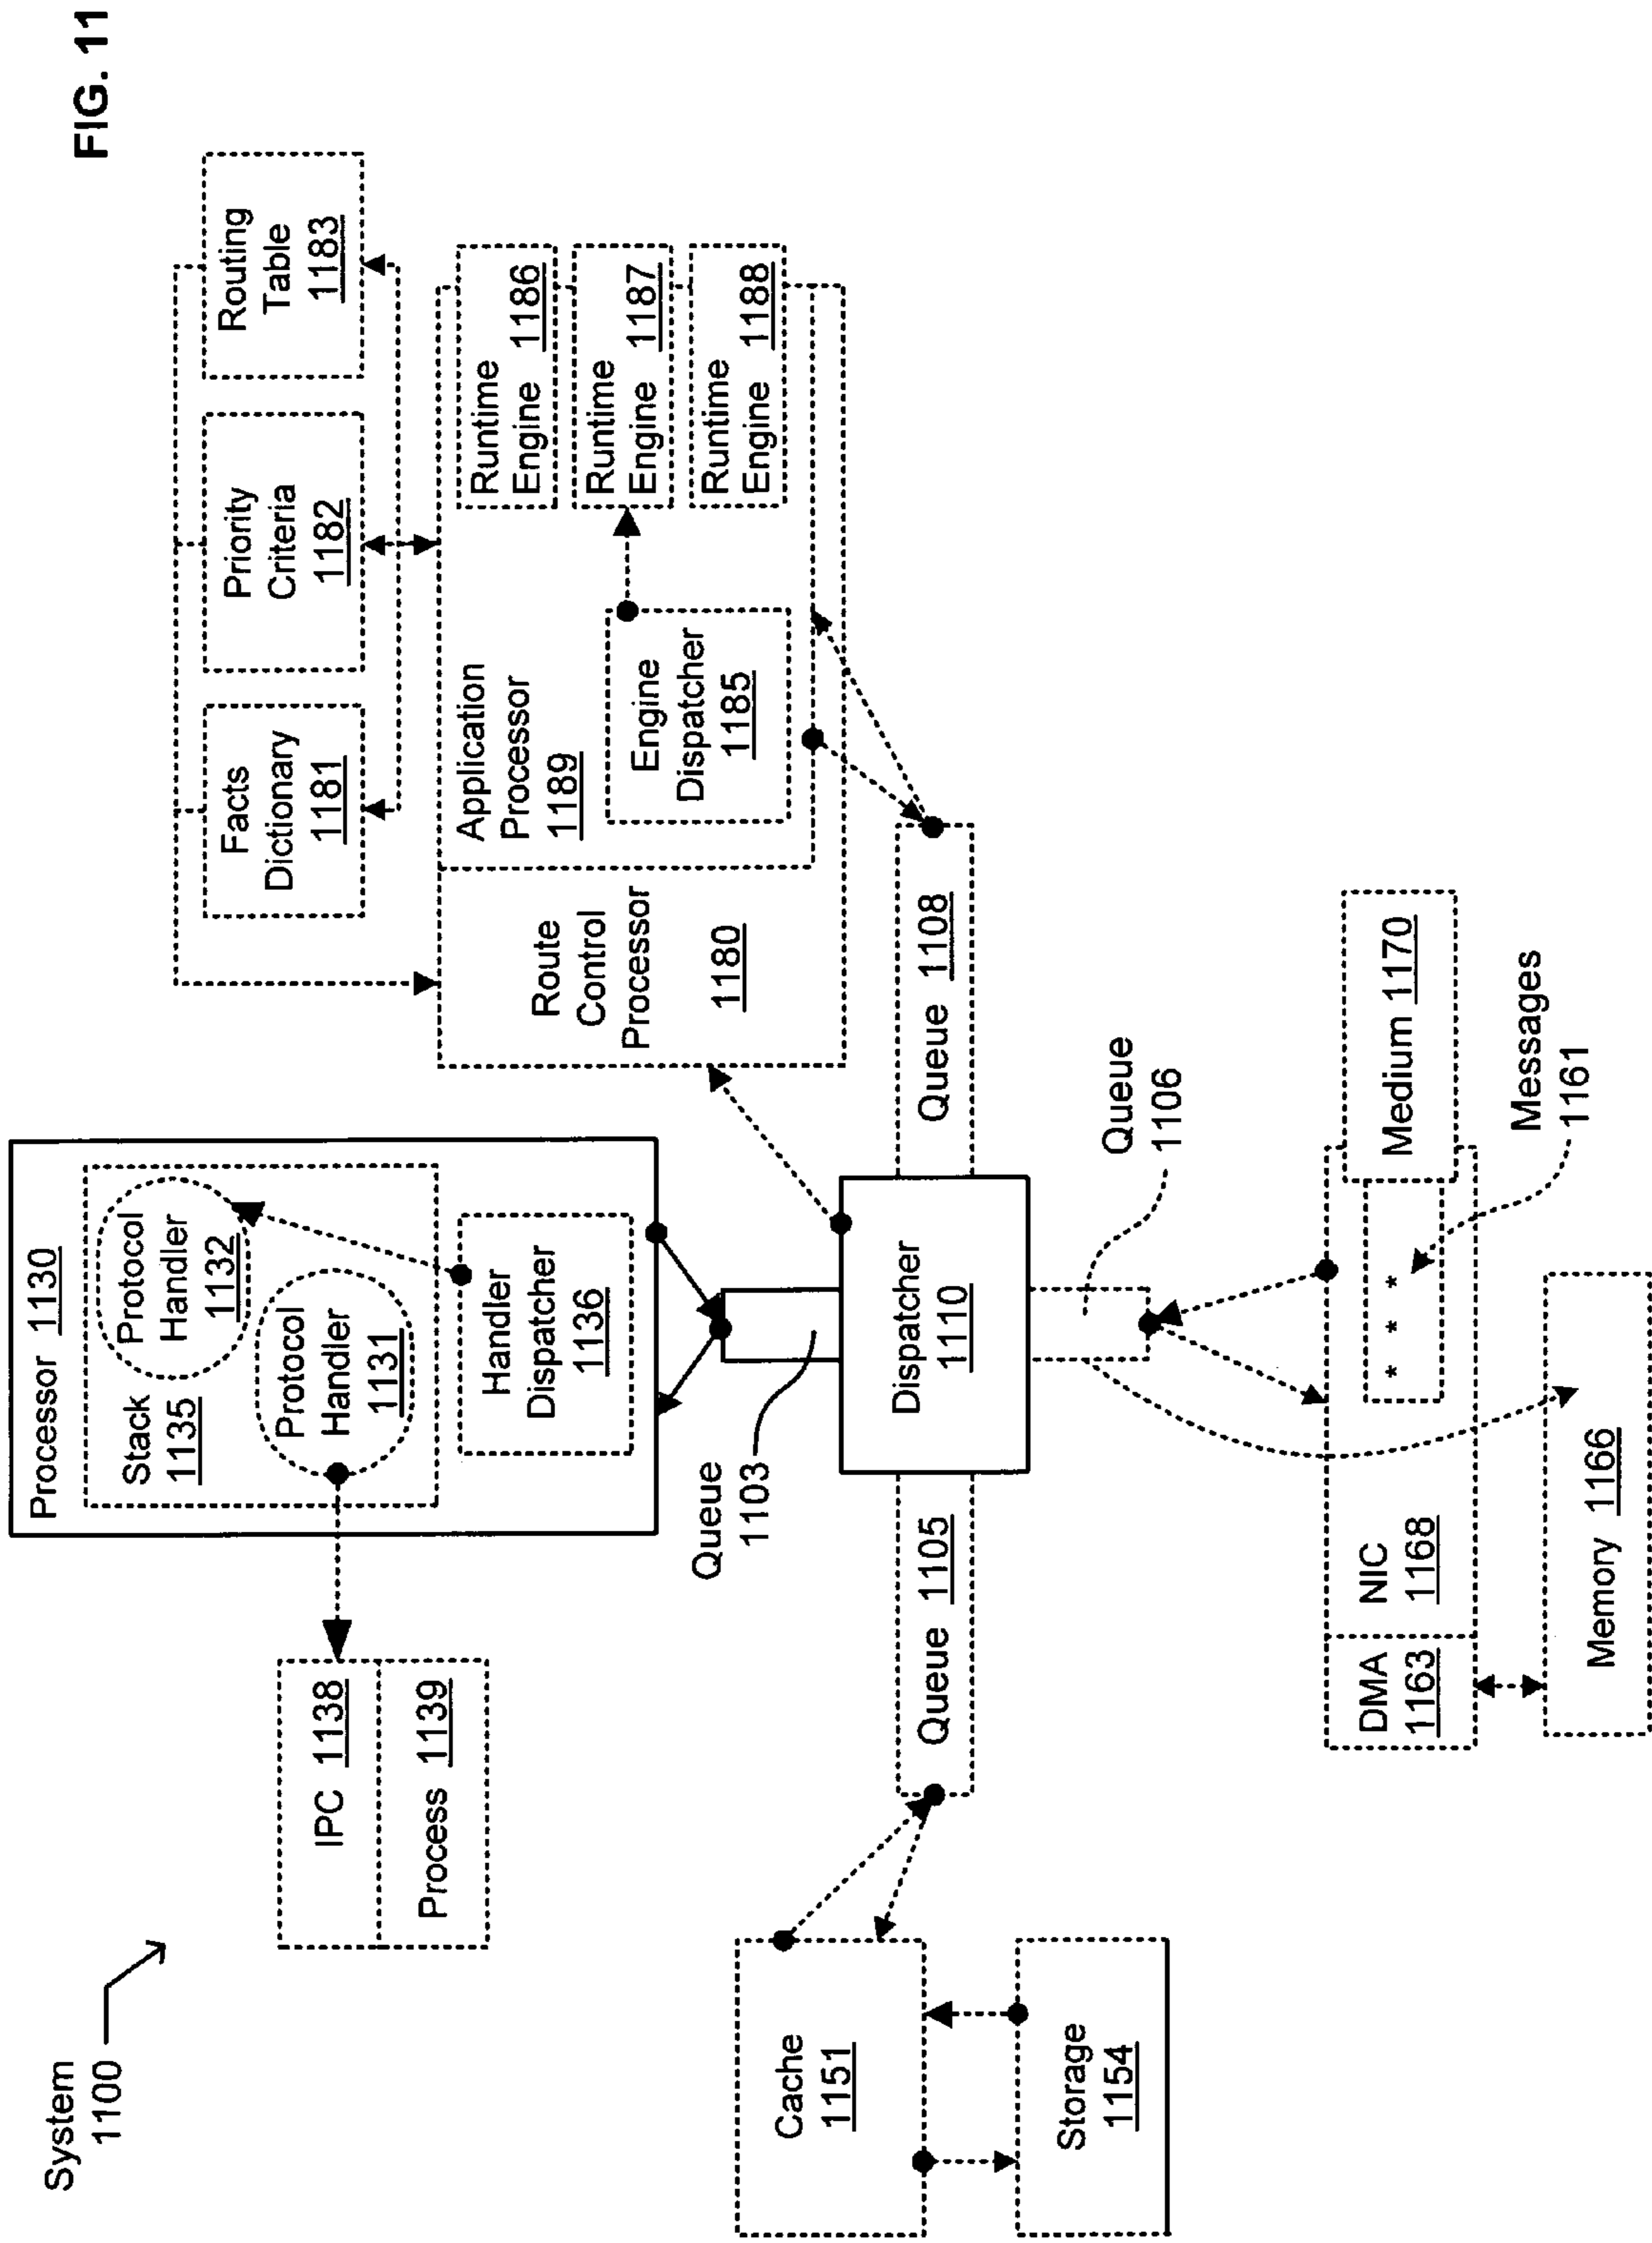 FIG. 11
System
1100
Processor 1130
Stack
1135
Protocol
Handler
1132
Protocol
Handler
1131
Handler
Dispatcher
1136
IPC 1138
Process 1139
Facts
Dictionary
1181
Priority
Criteria
1182
Routing
Table
1183
Route
Control
Processor
1180
Application
Processor
1189
Engine
Dispatcher
1185
Runtime
Engine 1186
Runtime
Engine 1187
Runtime
Engine 1188
Queue
1103
Cache
1151
Storage
1154
Queue 1105
Dispatcher
1110
Queue 1108
Queue
1106
DMA
1163
NIC
1168
* * *
Medium 1170
Messages
1161
Memory 1166